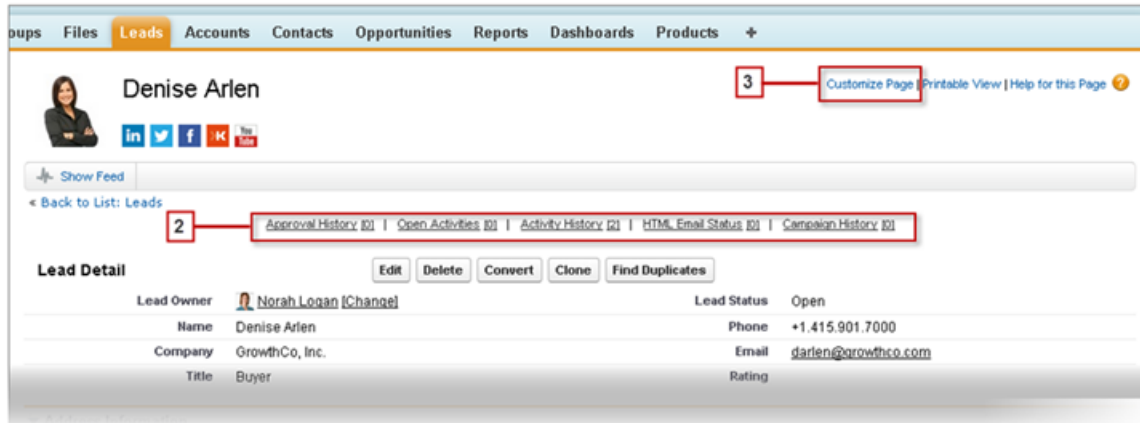 oups Files Leads Accounts Contacts Opportunities Reports Dashboards Products +
Denise Arlen
3
Customize Page | Printable View | Help for this Page ?
in f You Tube
Show Feed
« Back to List: Leads
2
Approval History [0] | Open Activities [0] | Activity History [2] | HTML Email Status [0] | Campaign History [0]
Lead Detail Edit Delete Convert Clone Find Duplicates
Lead Owner Norah Logan [Change] Lead Status Open
Name Denise Arlen Phone +1.415.901.7000
Company GrowthCo, Inc. Email darlen@growthco.com
Title Buyer Rating